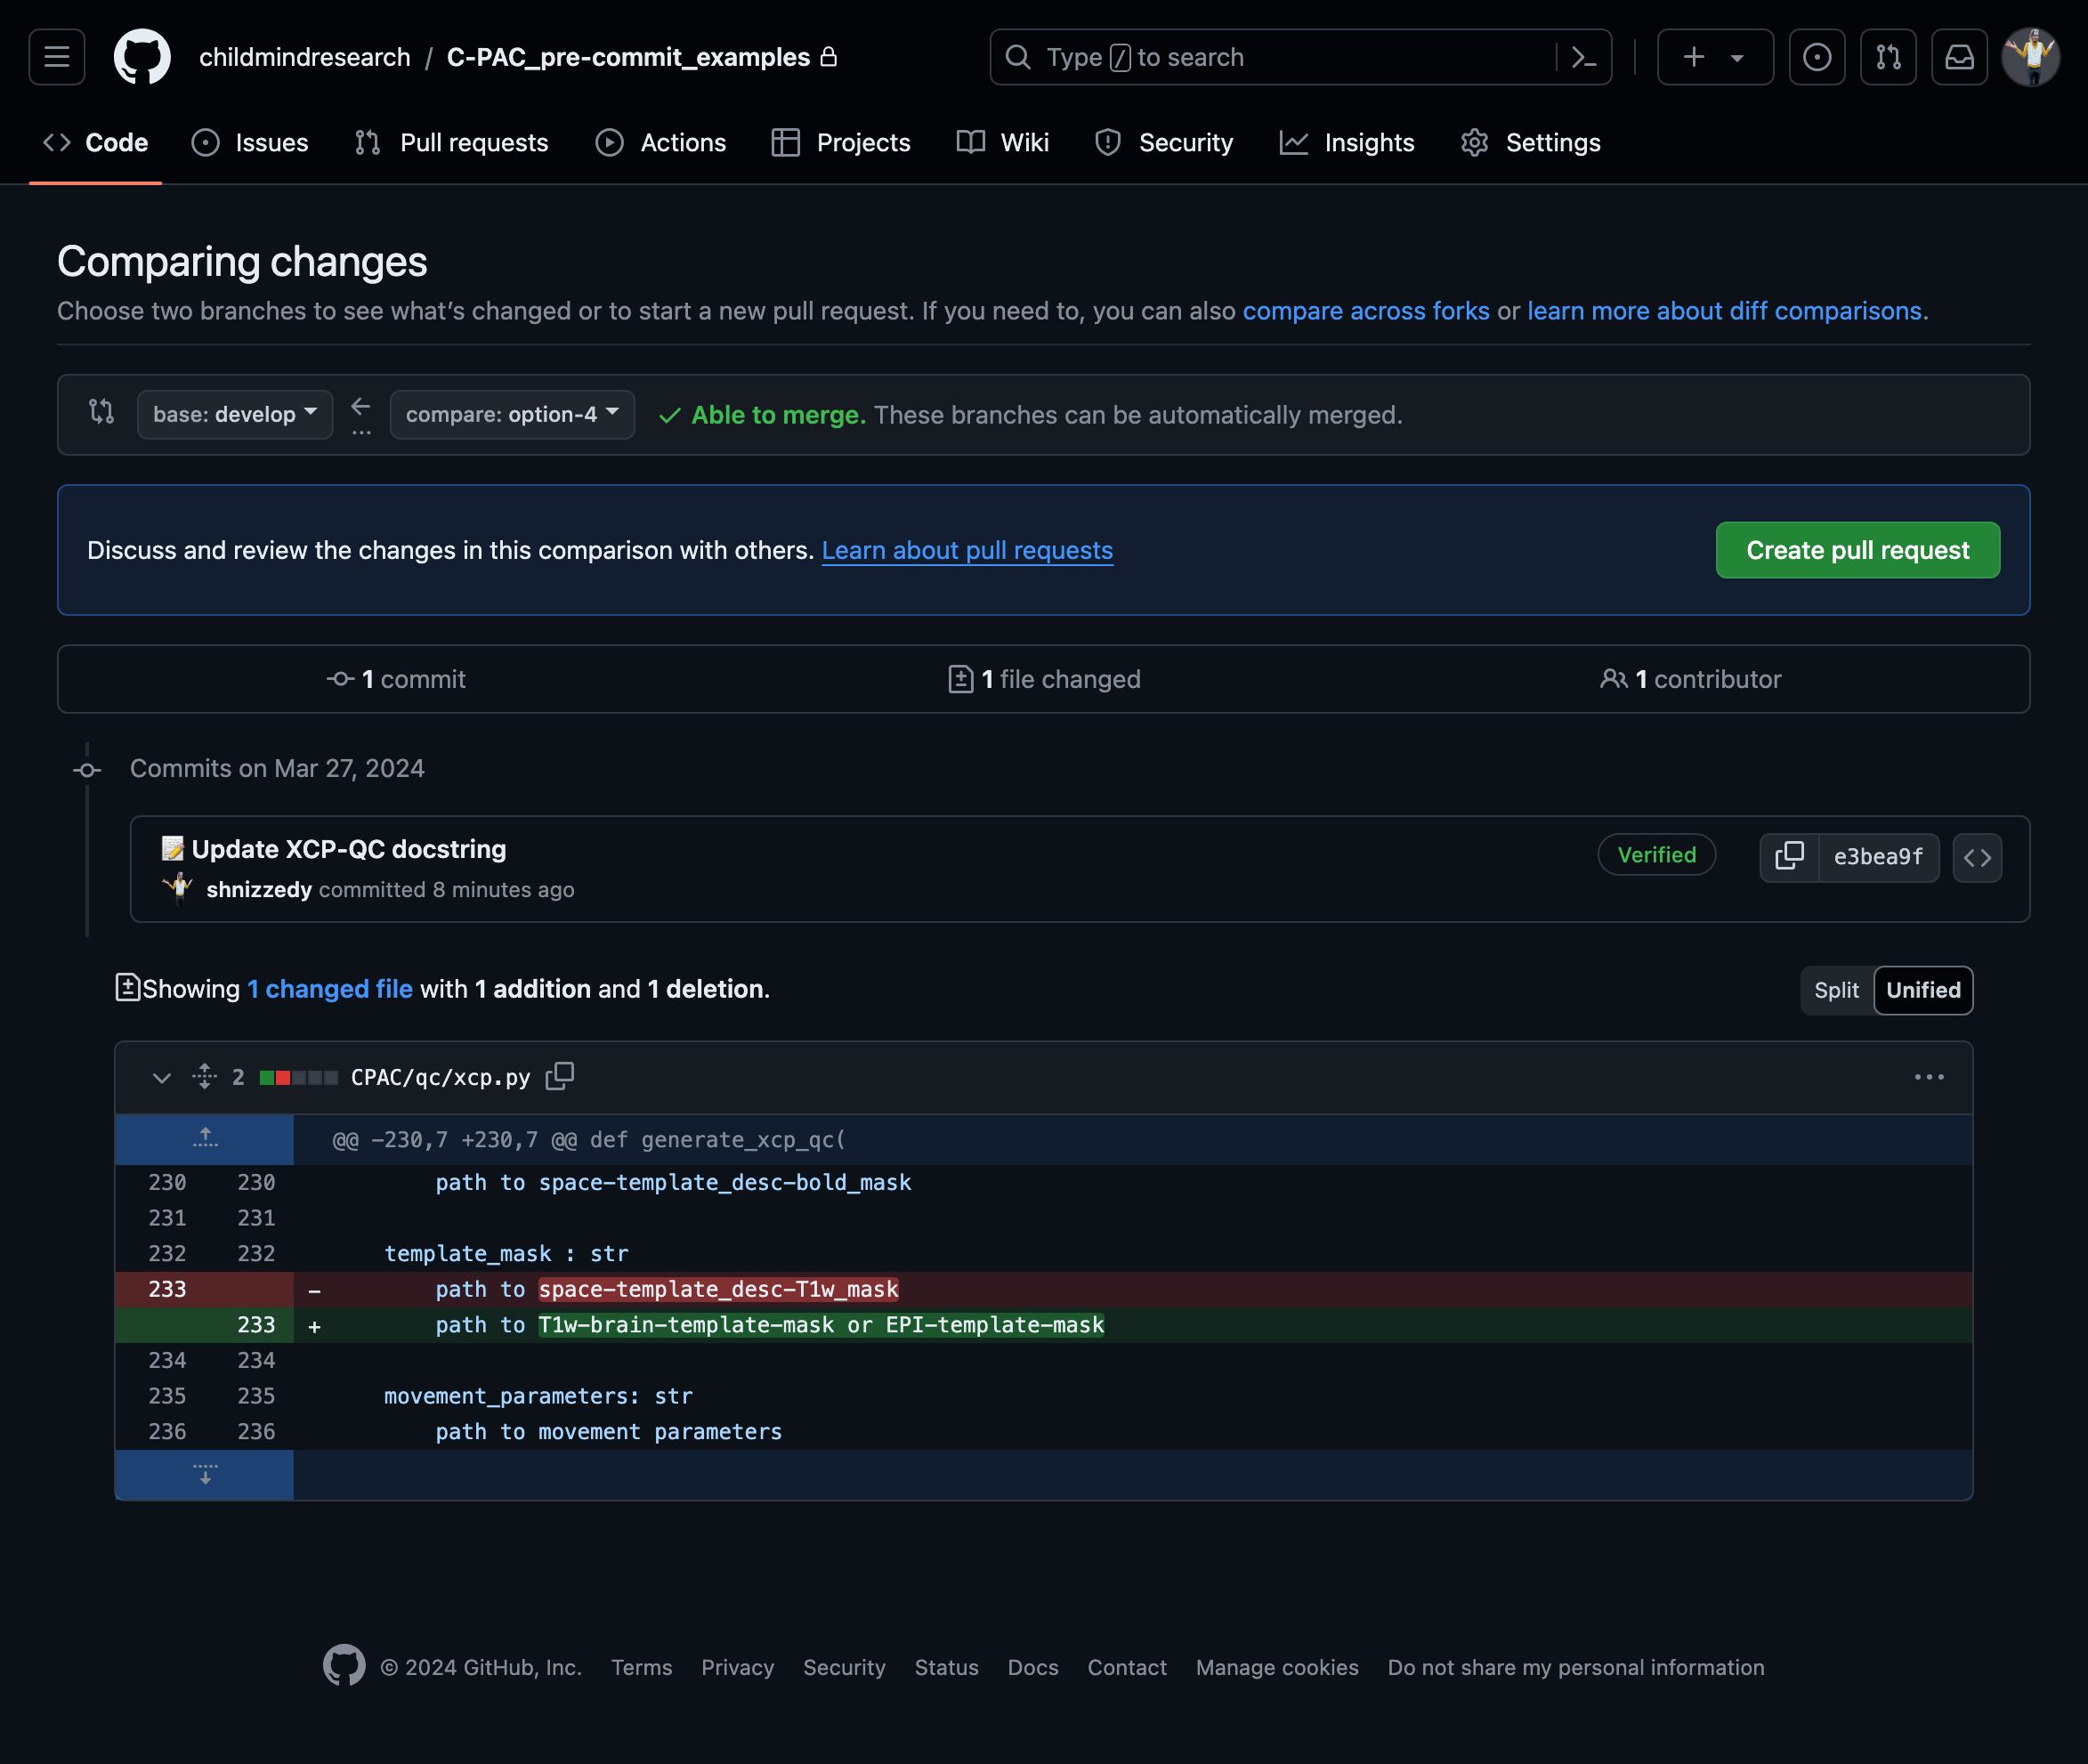 childmindresearch / C-PAC_pre-commit_examples
Type / to search
Code Issues Pull requests Actions Projects Wiki Security Insights Settings
Comparing changes
Choose two branches to see what’s changed or to start a new pull request. If you need to, you can also compare across forks or learn more about diff comparisons.
base: develop ... compare: option-4 Able to merge. These branches can be automatically merged.
Discuss and review the changes in this comparison with others. Learn about pull requests Create pull request
1 commit 1 file changed 1 contributor
Commits on Mar 27, 2024
📝 Update XCP-QC docstring
Verified e3bea9f
shnizzedy committed 8 minutes ago
Showing 1 changed file with 1 addition and 1 deletion.
Split Unified
2 CPAC/qc/xcp.py
@@ -230,7 +230,7 @@ def generate_xcp_qc(
230 230 path to space-template_desc-bold_mask
231 231
232 232 template_mask : str
233 - path to space-template_desc-T1w_mask
233 + path to T1w-brain-template-mask or EPI-template-mask
234 234
235 235 movement_parameters: str
236 236 path to movement parameters
© 2024 GitHub, Inc. Terms Privacy Security Status Docs Contact Manage cookies Do not share my personal information